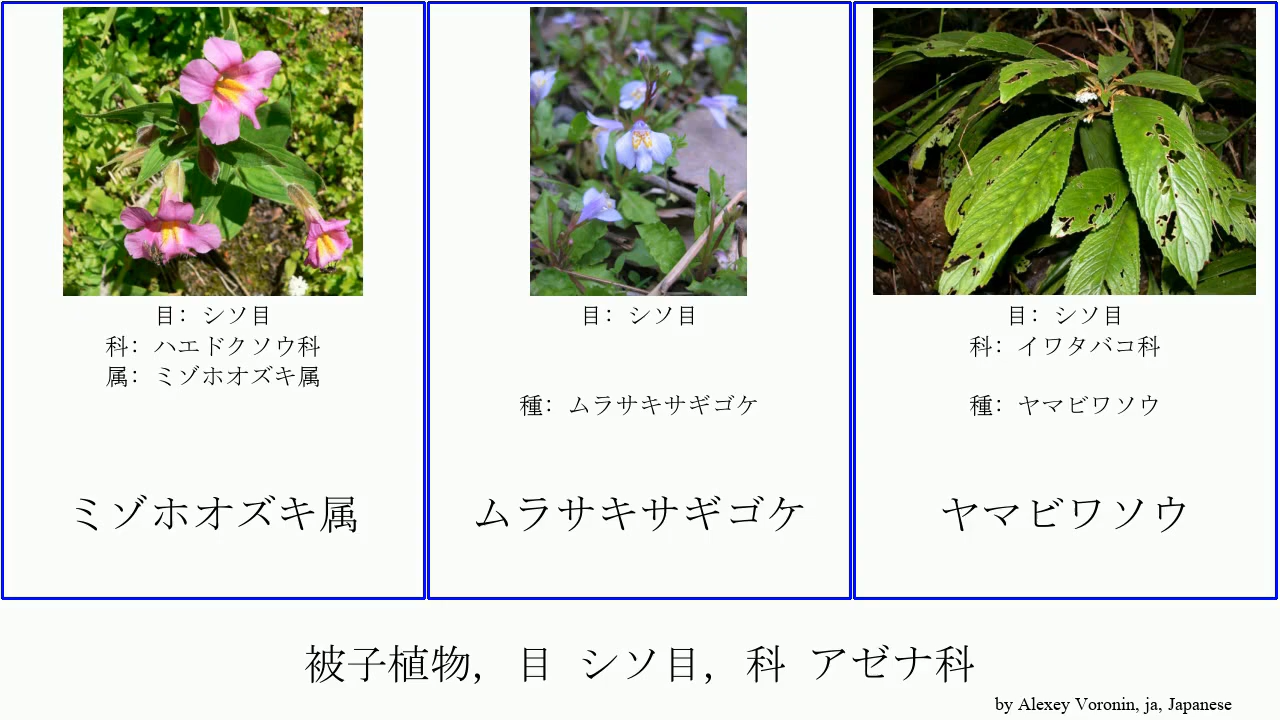 目: シソ目
科: ハエドクソウ科
属: ミゾホオズキ属
ミゾホオズキ属
目: シソ目
種: ムラサキサギゴケ
ムラサキサギゴケ
目: シソ目
科: イワタバコ科
種: ヤマビワソウ
ヤマビワソウ
被子植物, 目 シソ目, 科 アゼナ科
by Alexey Voronin, ja, Japanese